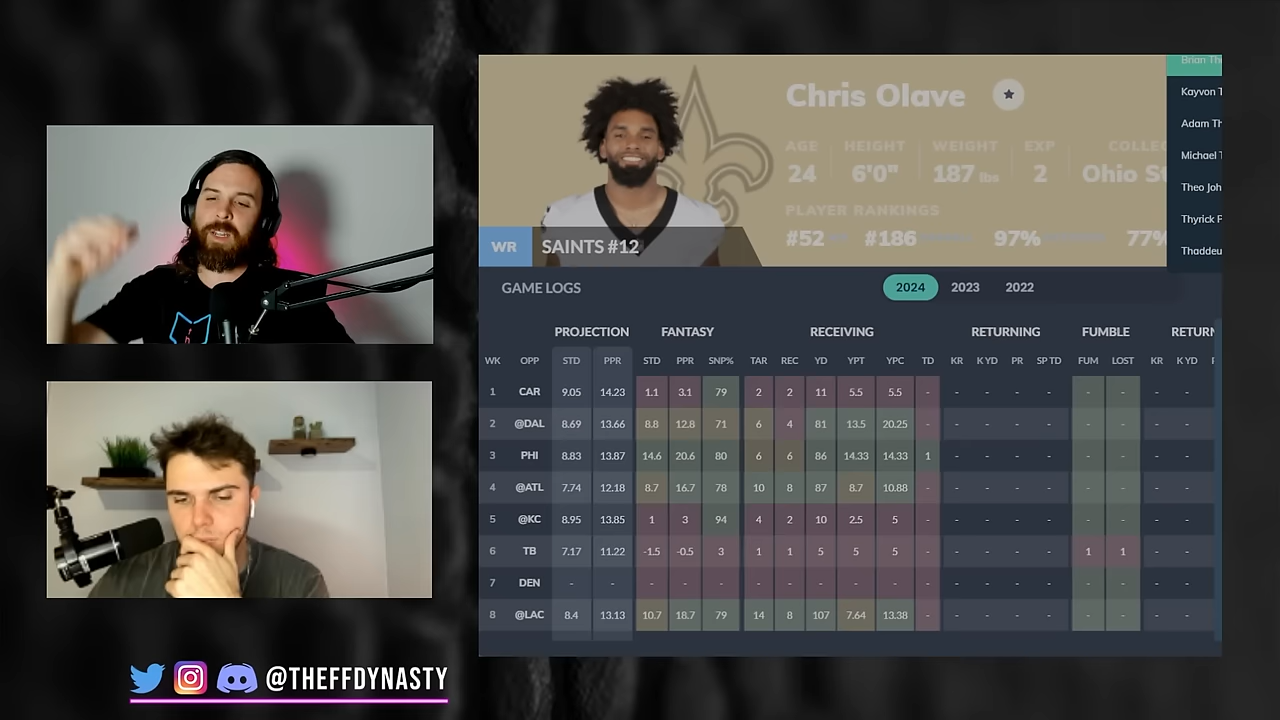 Chris Olave
AGE HEIGHT WEIGHT EXP
24 6'0" 187 lbs 2 Ohio
PLAYER RANKINGS
#52 #186 97% 77%
WR SAINTS #12
Brian
Kayvon T
Adam Th
Michael T
Theo Joh
Thyrick P
Thaddeu
GAME LOGS 2024 2023 2022
PROJECTION FANTASY RECEIVING RETURNING FUMBLE RETURN
WK OPP STD PPR STD PPR SNP% TAR REC YD YPT YPC TD KR K YD PR SP TD FUM LOST KR K YD
1 CAR 9.05 14.23 1.1 3.1 79 2 2 11 5.5 5.5 - - - - - - - - -
2 @DAL 8.69 13.66 8.8 12.8 71 6 4 81 13.5 20.25 - - - - - - - - -
3 PHI 8.83 13.87 14.6 20.6 80 6 6 86 14.33 14.33 1 - - - - - - - -
4 @ATL 7.74 12.18 8.7 16.7 78 10 8 87 8.7 10.88 - - - - - - - - -
5 @KC 8.95 13.85 1 3 94 4 2 10 2.5 5 - - - - - - - - -
6 TB 7.17 11.22 -1.5 -0.5 3 1 1 5 5 5 - - - - - 1 1 - -
7 DEN - - - - - - - - - - - - - - - - - - -
8 @LAC 8.4 13.13 10.7 18.7 79 14 8 107 7.64 13.38 - - - - - - - - -
@THEFFDYNASTY